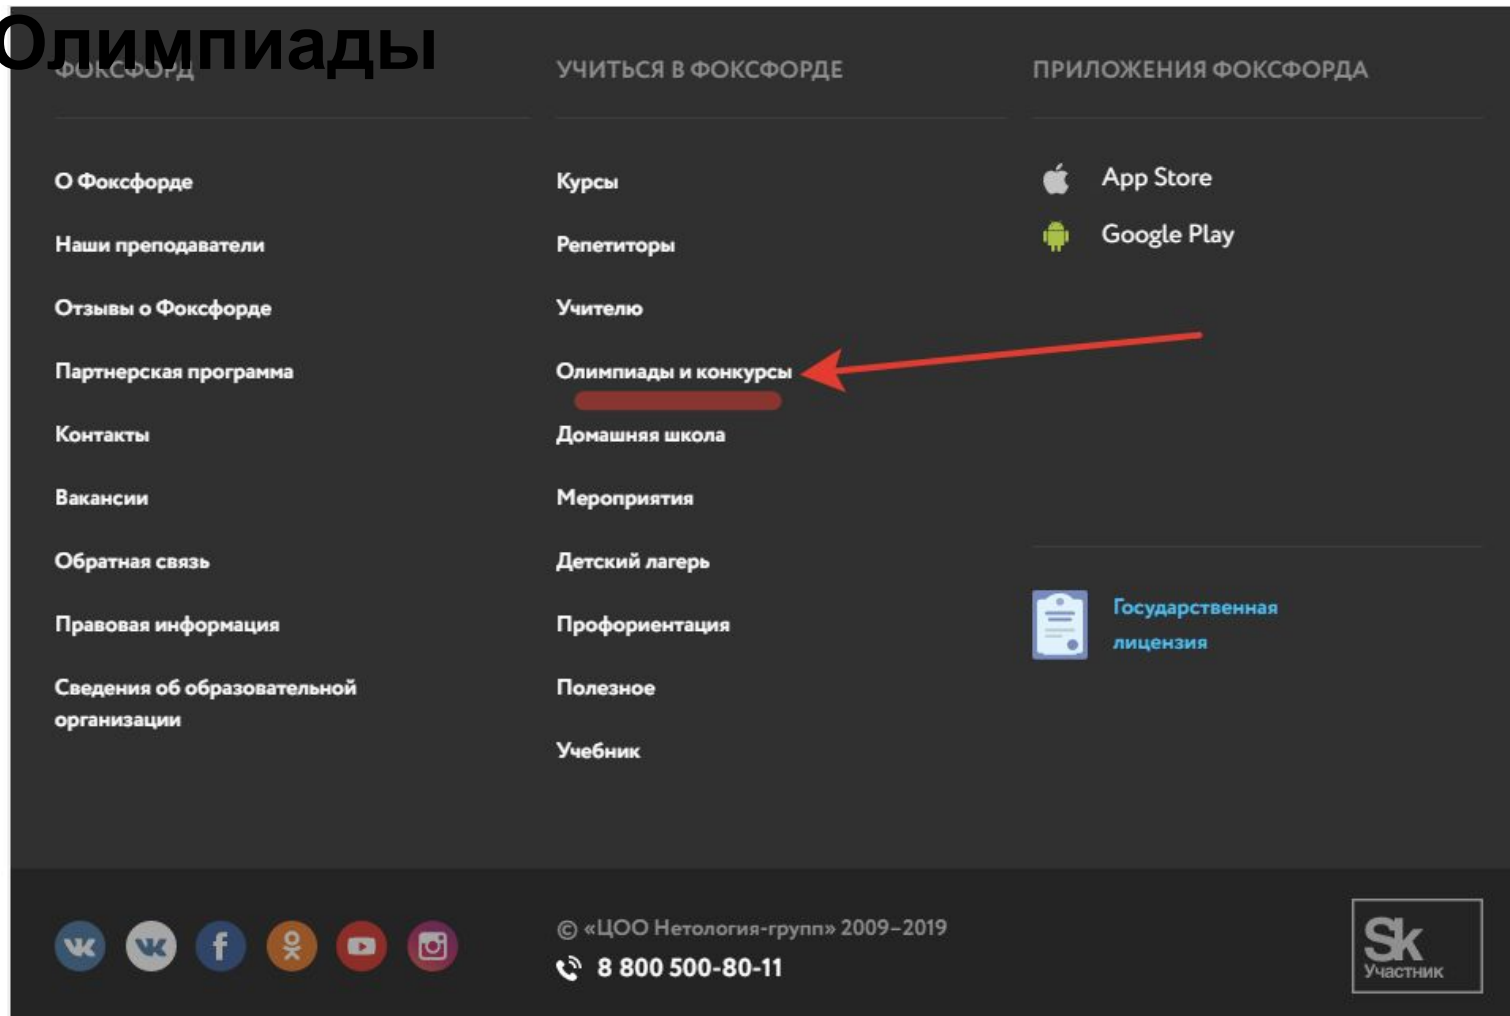 Олимпиады
ФОКСФОРД
О Фоксфорде
Наши преподаватели
Отзывы о Фоксфорде
Партнерская программа
Контакты
Вакансии
Обратная связь
Правовая информация
Сведения об образовательной
организации
УЧИТЬСЯ В ФОКСФОРДЕ
Курсы
Репетиторы
Учителю
Олимпиады и конкурсы
Домашняя школа
Мероприятия
Детский лагерь
Профориентация
Полезное
Учебник
ПРИЛОЖЕНИЯ ФОКСФОРДА
App Store
Google Play
Государственная
лицензия
© «ЦОО Нетология-групп» 2009–2019
8 800 500-80-11
Sk
Участник